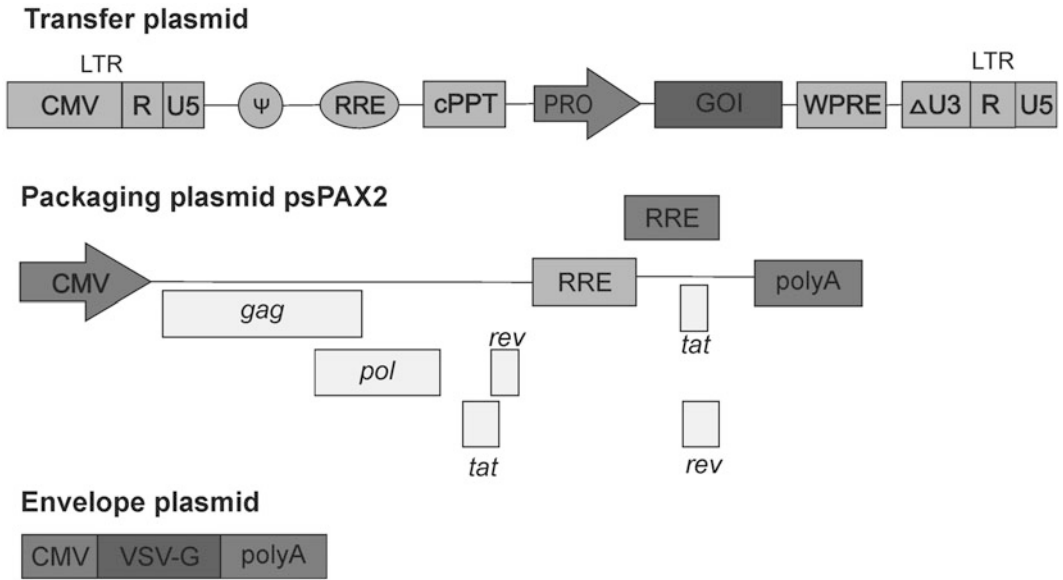 Transfer plasmid
LTR LTR
CMV R U5 Ψ RRE cPPT PRO GOI WPRE ΔU3 R U5
Packaging plasmid psPAX2
RRE
CMV RRE polyA
gag
rev tat
pol
tat rev
Envelope plasmid
CMV VSV-G polyA